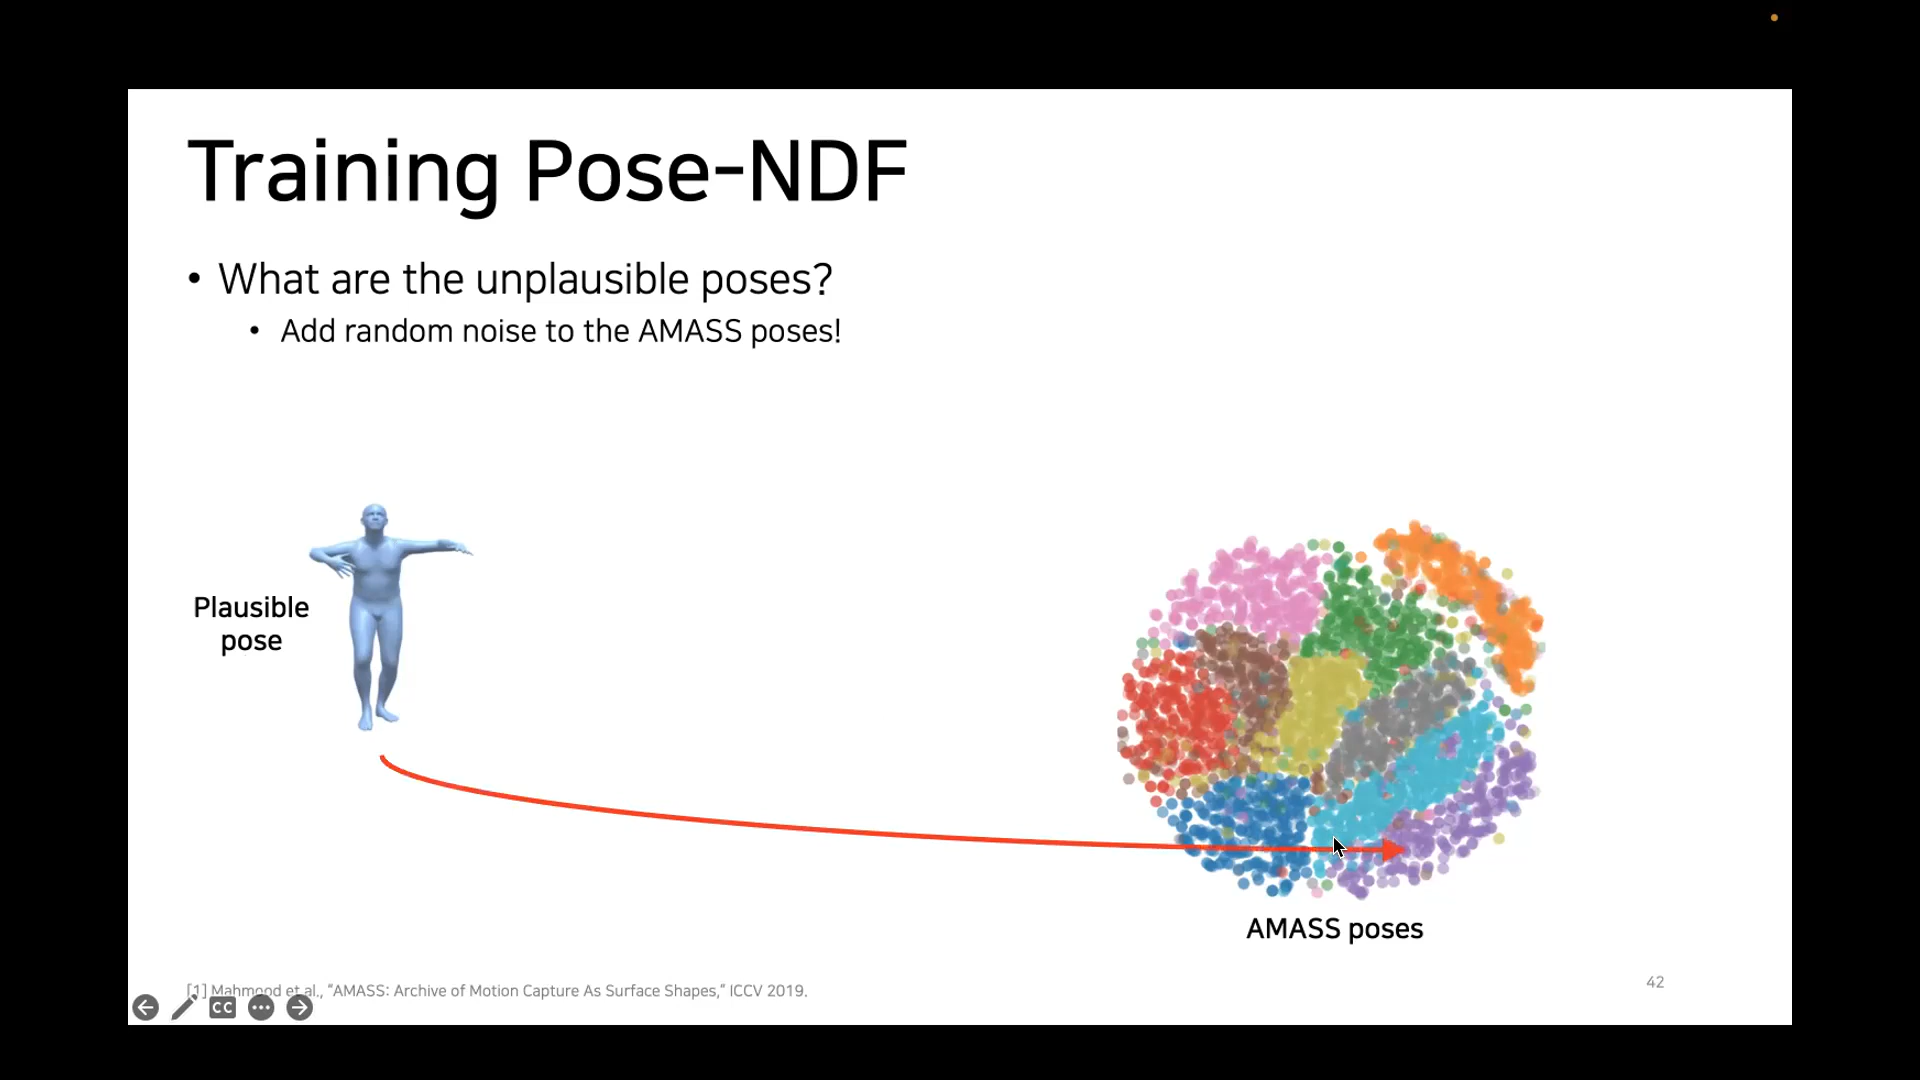 Training Pose-NDF
• What are the unplausible poses?
• Add random noise to the AMASS poses!
Plausible
pose
AMASS poses
[1] Mahmood et al., “AMASS: Archive of Motion Capture As Surface Shapes,“ ICCV 2019.
42
CC